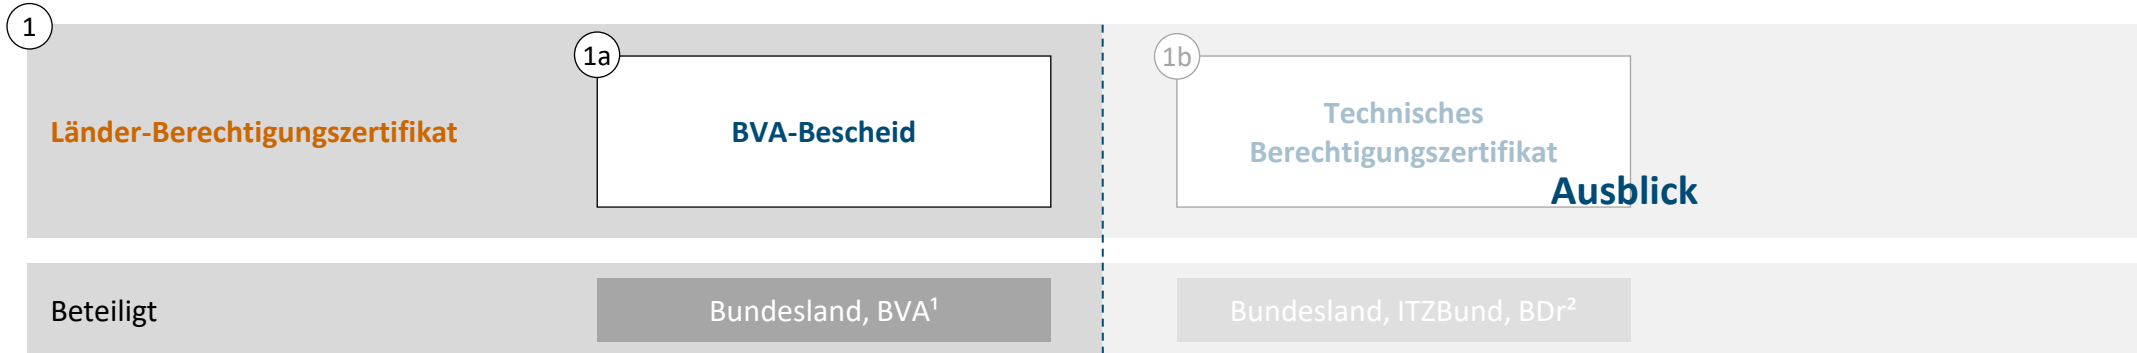 1
1a
1b
Länder-Berechtigungszertifikat
BVA-Bescheid
Technisches
Berechtigungszertifikat
Ausblick
Beteiligt
Bundesland, BVA¹
Bundesland, ITZBund, BDr²